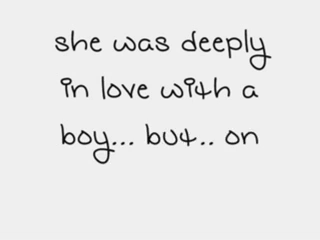 she was deeply
in love with a
boy... but.. on